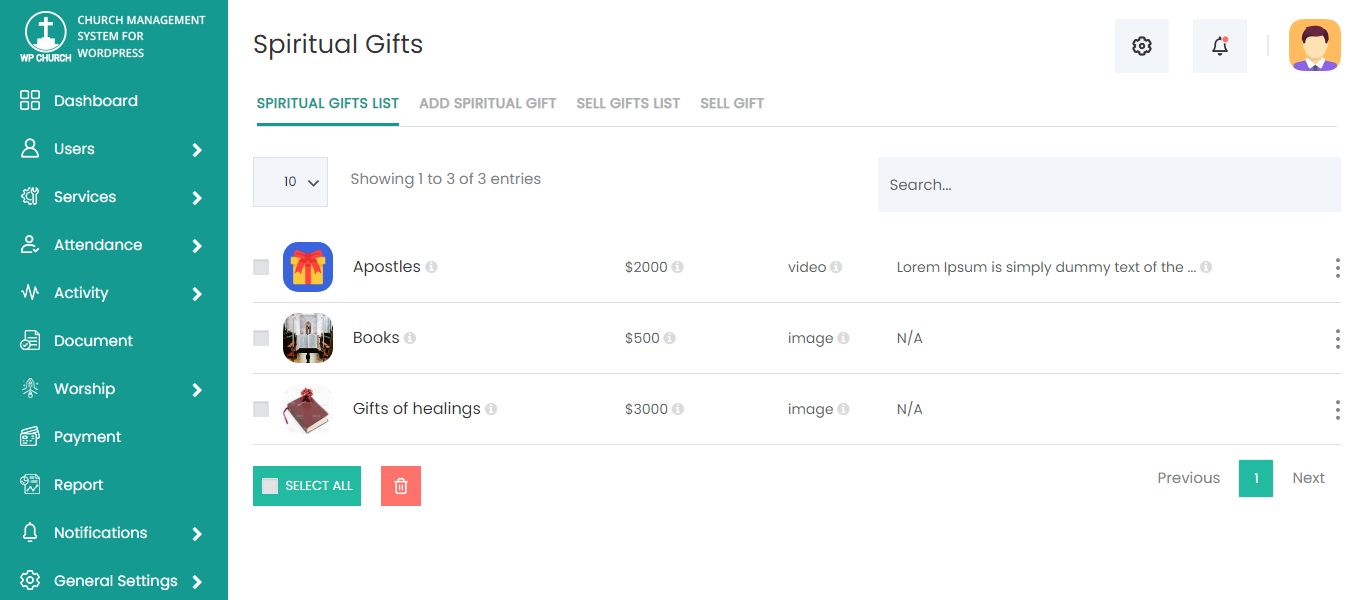 CHURCH MANAGEMENT
SYSTEM FOR
WORDPRESS
WP CHURCH
Dashboard
Users
Services
Attendance
Activity
Document
Worship
Payment
Report
Notifications
General Settings
Spiritual Gifts
SPIRITUAL GIFTS LIST ADD SPIRITUAL GIFT SELL GIFTS LIST SELL GIFT
10 Showing 1 to 3 of 3 entries Search...
Apostles $2000 video Lorem Ipsum is simply dummy text of the ...
Books $500 image N/A
Gifts of healings $3000 image N/A
SELECT ALL Previous 1 Next